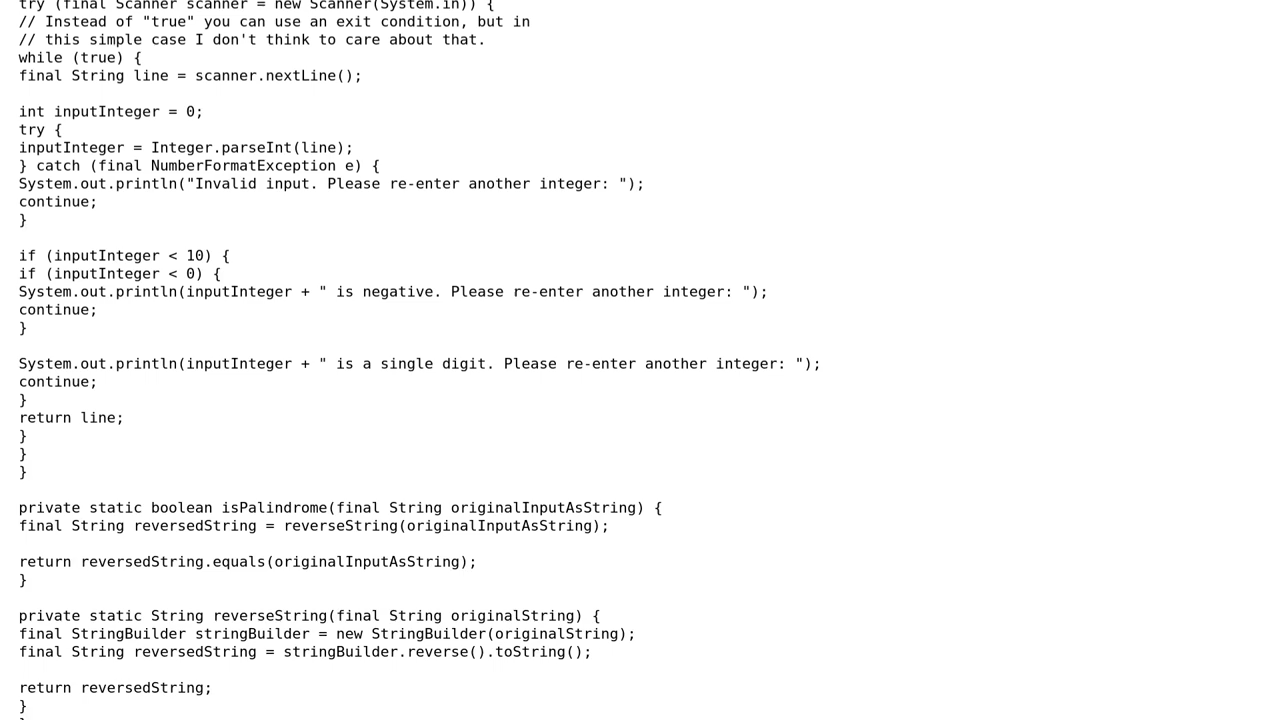 try (final Scanner scanner = new Scanner(System.in)) {
// Instead of "true" you can use an exit condition, but in
// this simple case I don't think to care about that.
while (true) {
final String line = scanner.nextLine();

int inputInteger = 0;
try {
inputInteger = Integer.parseInt(line);
} catch (final NumberFormatException e) {
System.out.println("Invalid input. Please re-enter another integer: ");
continue;
}

if (inputInteger < 10) {
if (inputInteger < 0) {
System.out.println(inputInteger + " is negative. Please re-enter another integer: ");
continue;
}

System.out.println(inputInteger + " is a single digit. Please re-enter another integer: ");
continue;
}
return line;
}
}
}

private static boolean isPalindrome(final String originalInputAsString) {
final String reversedString = reverseString(originalInputAsString);

return reversedString.equals(originalInputAsString);
}

private static String reverseString(final String originalString) {
final StringBuilder stringBuilder = new StringBuilder(originalString);
final String reversedString = stringBuilder.reverse().toString();

return reversedString;
}
}